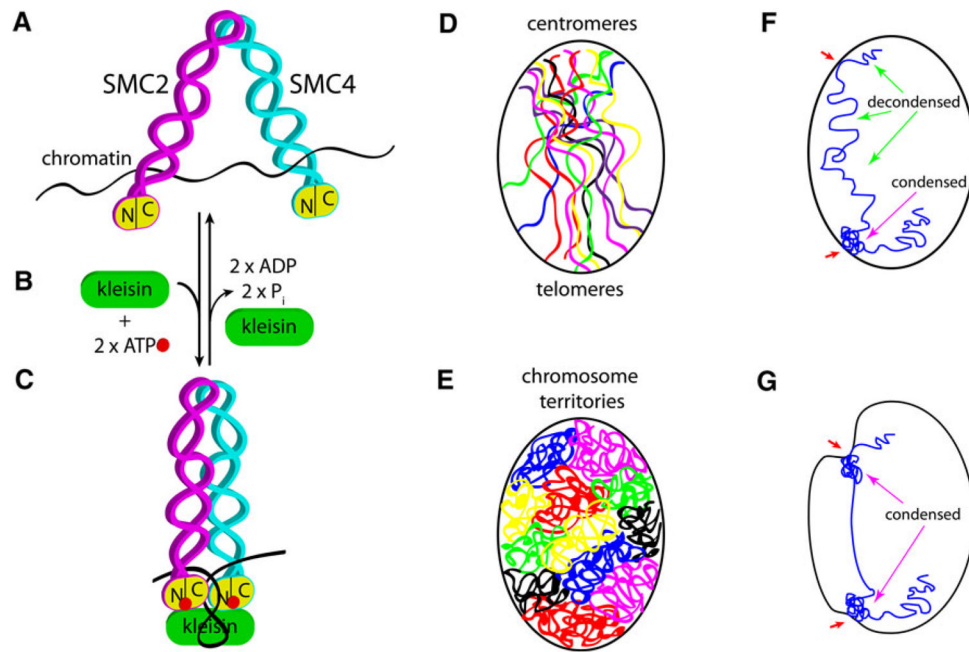 A
SMC2
SMC4
chromatin
N C
N C
B
kleisin
+
2 x ATP
2 x ADP
2 x Pi
kleisin
C
N C
N C
kleisin
D
centromeres
telomeres
E
chromosome
territories
F
decondensed
condensed
G
condensed